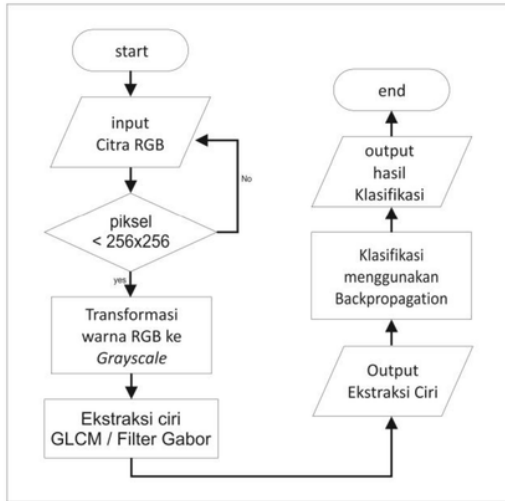 start
input
Citra RGB
No
piksel
< 256x256
yes
Transformasi
warna RGB ke
Grayscale
Ekstraksi ciri
GLCM / Filter Gabor
Output
Ekstraksi Ciri
Klasifikasi
menggunakan
Backpropagation
output
hasil
Klasifikasi
end